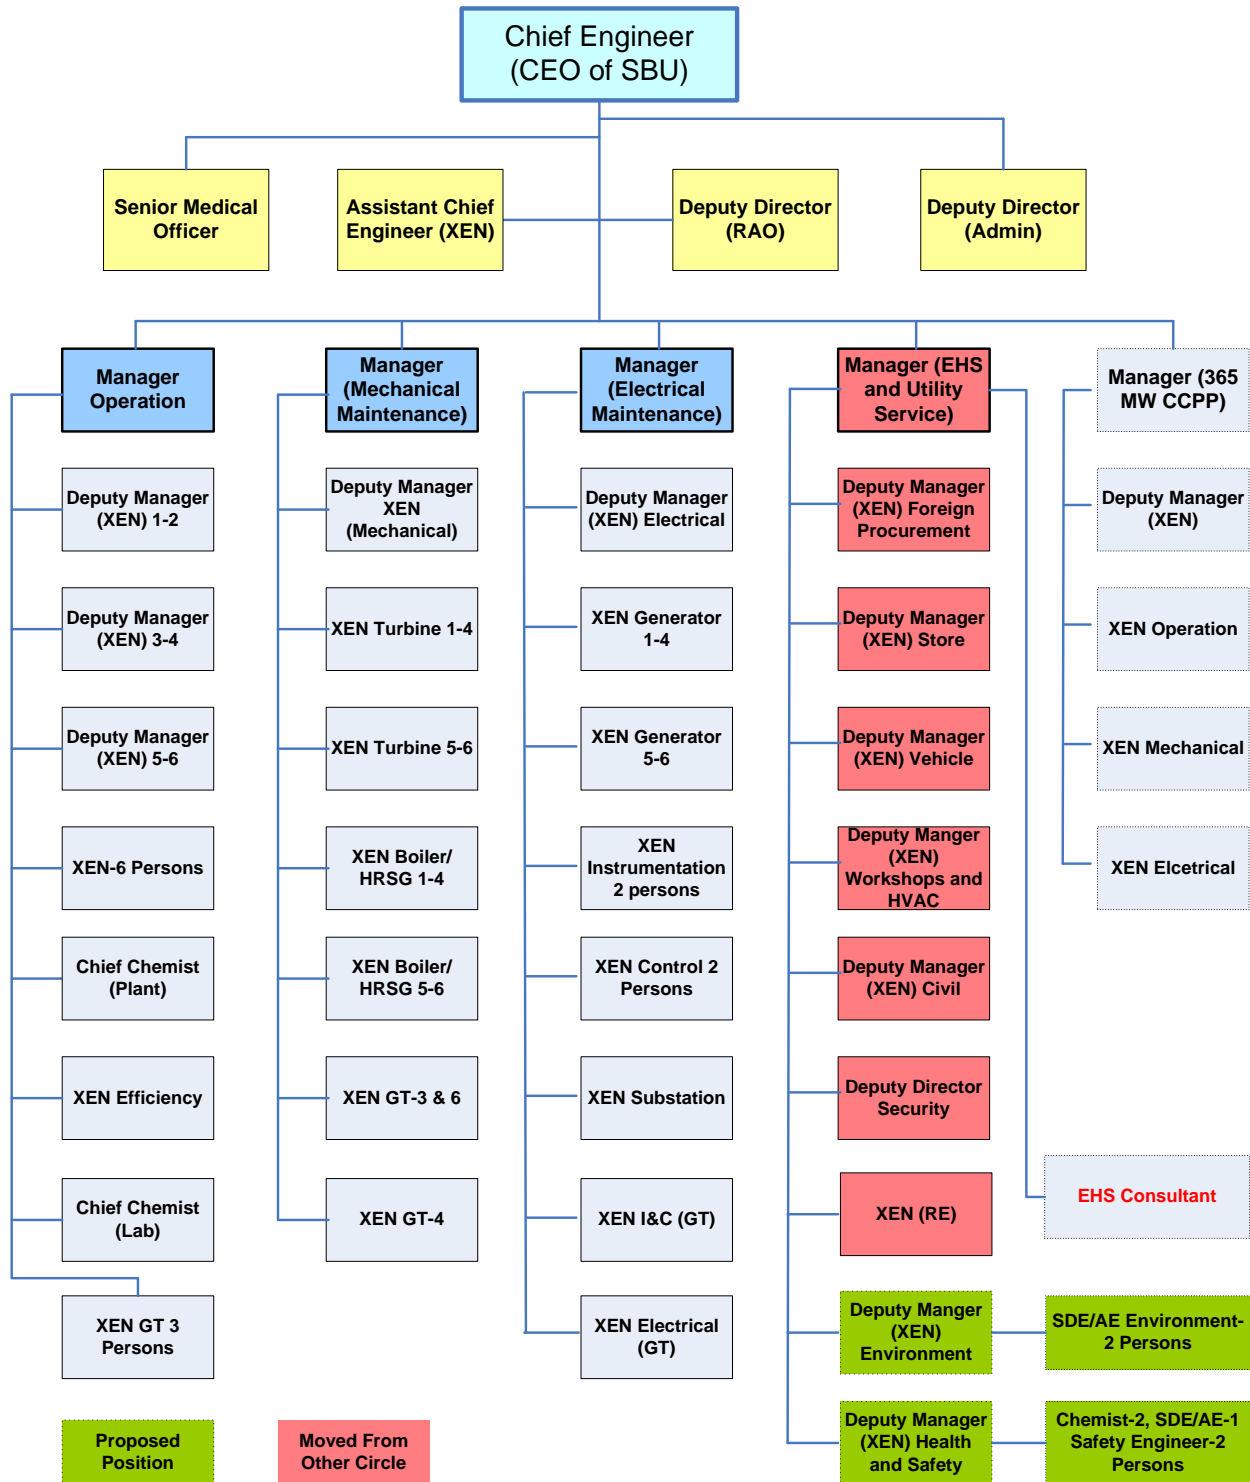 Chief Engineer
(CEO of SBU)
Senior Medical
Officer
Assistant Chief
Engineer (XEN)
Deputy Director
(RAO)
Deputy Director
(Admin)
Manager
Operation
Manager
(Mechanical
Maintenance)
Manager
(Electrical
Maintenance)
Manager (EHS
and Utility
Service)
Manager (365
MW CCPP)
Deputy Manager
(XEN) 1-2
Deputy Manager
XEN
(Mechanical)
Deputy Manager
(XEN) Electrical
Deputy Manager
(XEN) Foreign
Procurement
Deputy Manager
(XEN)
Deputy Manager
(XEN) 3-4
XEN Turbine 1-4
XEN Generator
1-4
Deputy Manager
(XEN) Store
XEN Operation
Deputy Manager
(XEN) 5-6
XEN Turbine 5-6
XEN Generator
5-6
Deputy Manager
(XEN) Vehicle
XEN Mechanical
XEN-6 Persons
XEN Boiler/
HRSG 1-4
XEN
Instrumentation
2 persons
Deputy Manger
(XEN)
Workshops and
HVAC
XEN Elcetrical
Chief Chemist
(Plant)
XEN Boiler/
HRSG 5-6
XEN Control 2
Persons
Deputy Manager
(XEN) Civil
XEN Efficiency
XEN GT-3 & 6
XEN Substation
Deputy Director
Security
Chief Chemist
(Lab)
XEN GT-4
XEN I&C (GT)
XEN (RE)
EHS Consultant
XEN GT 3
Persons
XEN Electrical
(GT)
Deputy Manger
(XEN)
Environment
SDE/AE Environment-
2 Persons
Proposed
Position
Moved From
Other Circle
Deputy Manager
(XEN) Health
and Safety
Chemist-2, SDE/AE-1
Safety Engineer-2
Persons